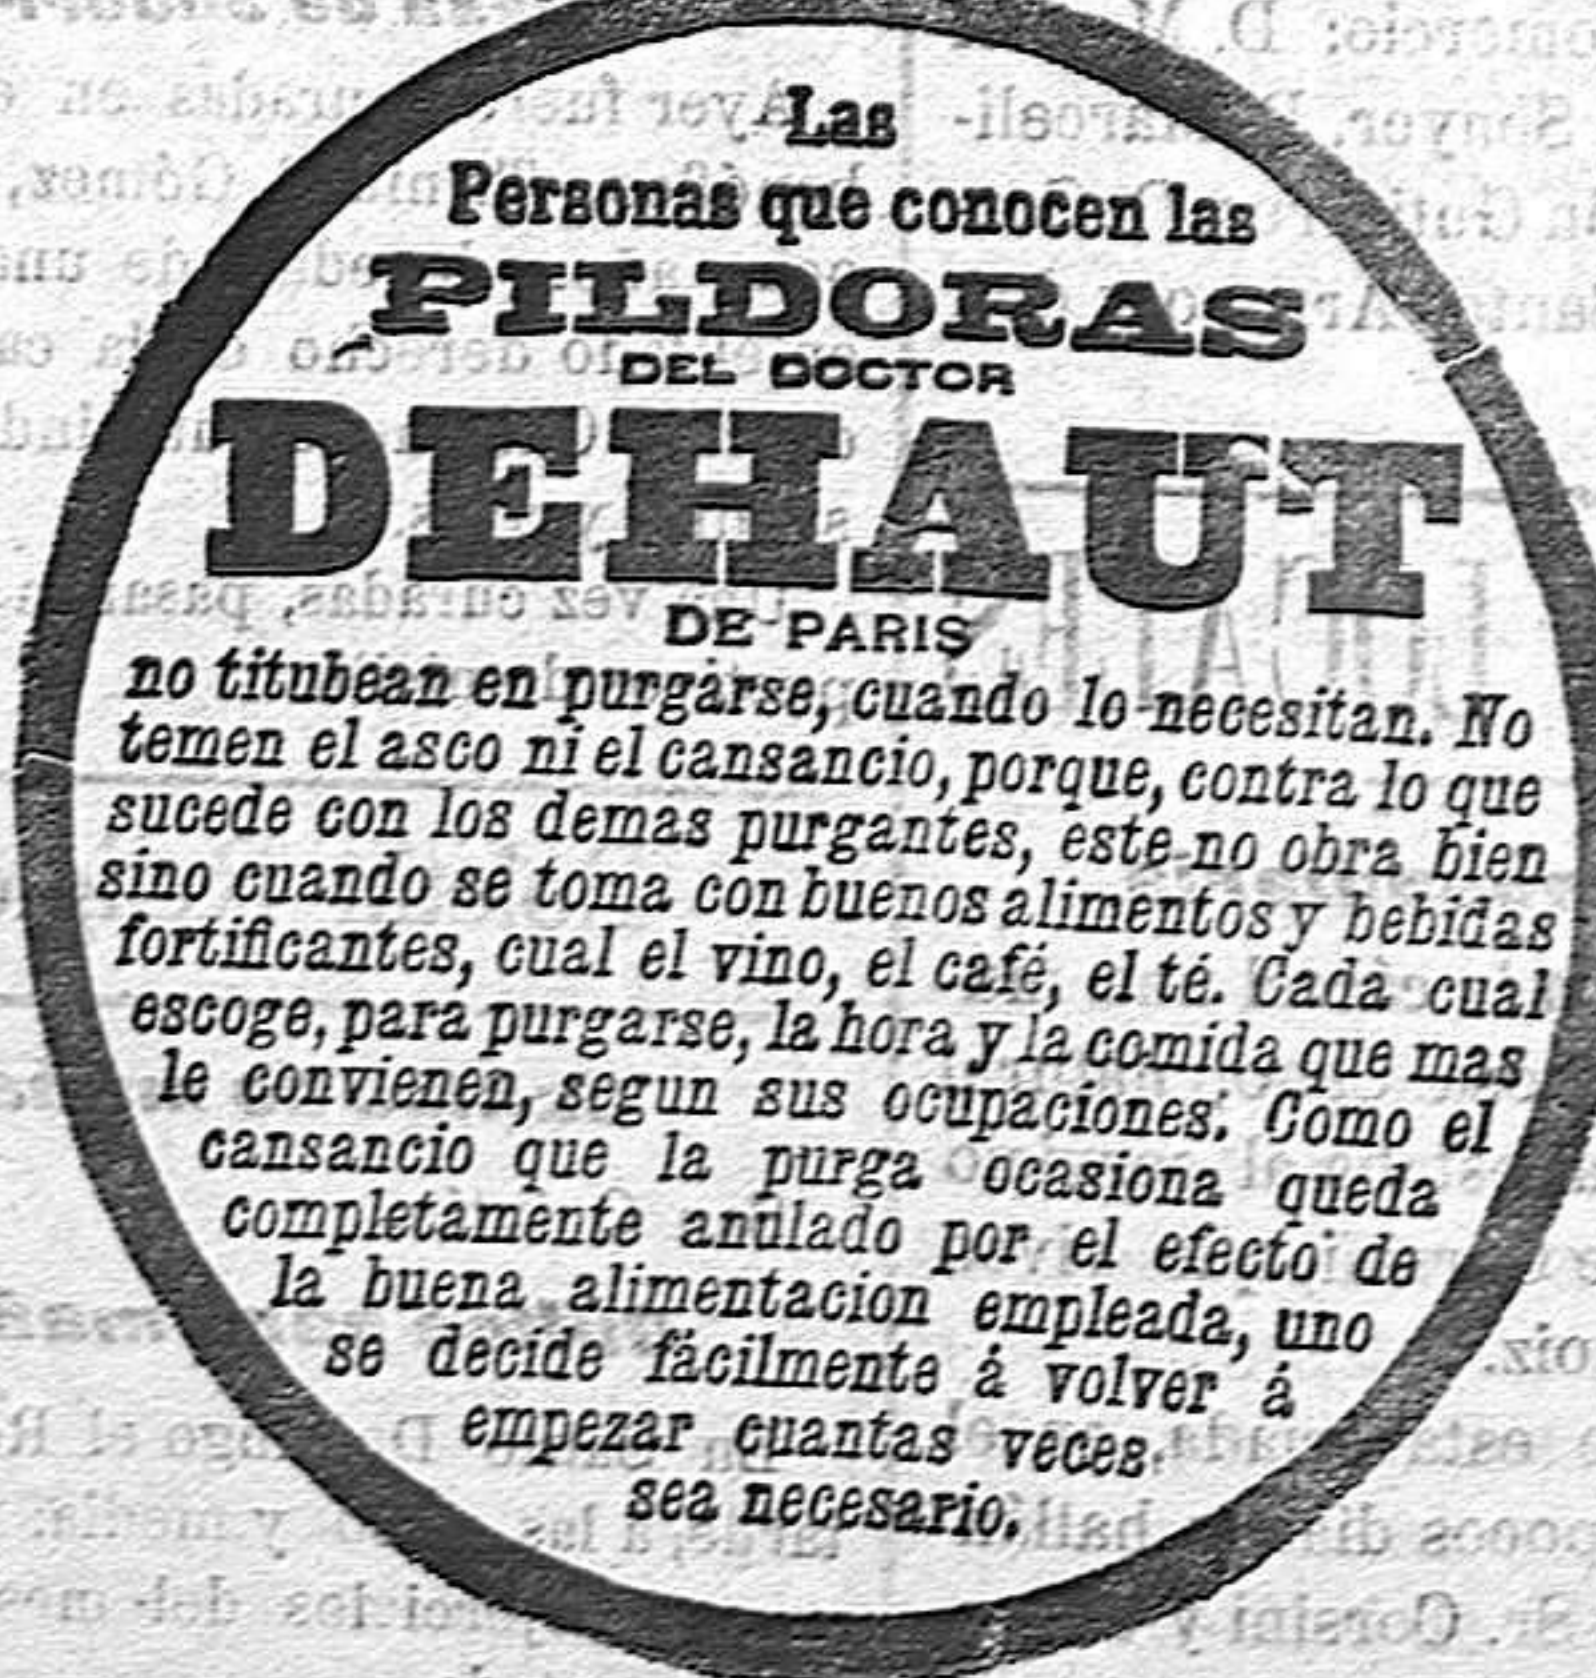 Las
Personas que conocen las
PILDORAS
DEL DOCTOR
DEHAUT
DE PARIS
no titubean en purgarse, cuando lo necesitan. No
temen el asco ni el cansancio, porque, contra lo que
sucede con los demas purgantes, este no obra bien
sino cuando se toma con buenos alimentos y bebidas
fortificantes, cual el vino, el café, el té. Cada cual
escoge, para purgarse, la hora y la comida que mas
le convienen, segun sus ocupaciones. Como el
cansancio que la purga ocasiona queda
completamente anulado por el efecto de
la buena alimentacion empleada, uno
se decide fácilmente á volver á
empezar cuantas veces
sea necesario.